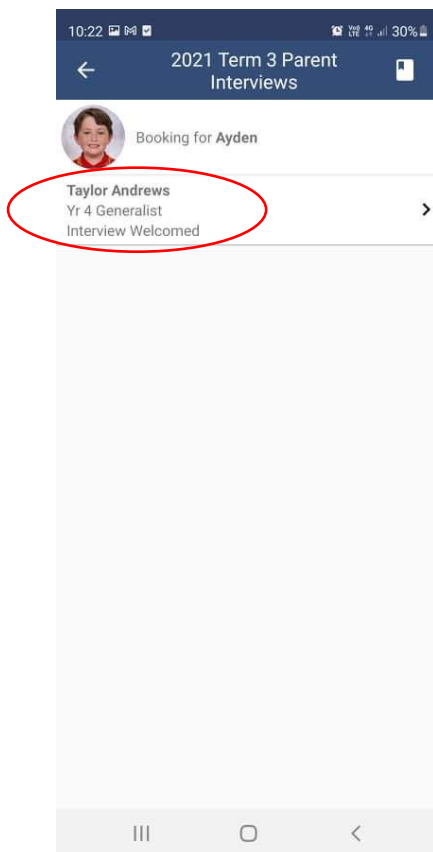 10:22 30%
2021 Term 3 Parent
Interviews
Booking for Ayden
Taylor Andrews
Yr 4 Generalist
Interview Welcomed